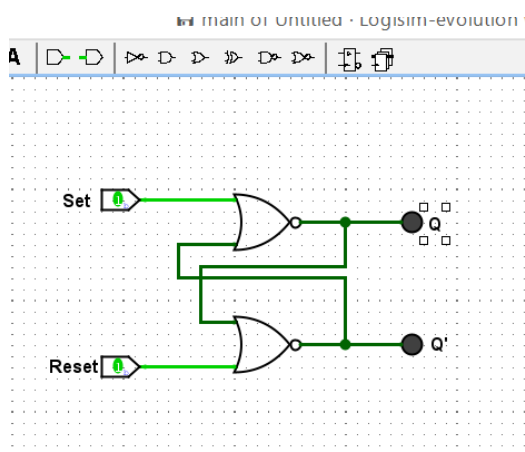 main of Untitled · Logisim-evolution
A
Set 1
Q
Reset 1
Q'